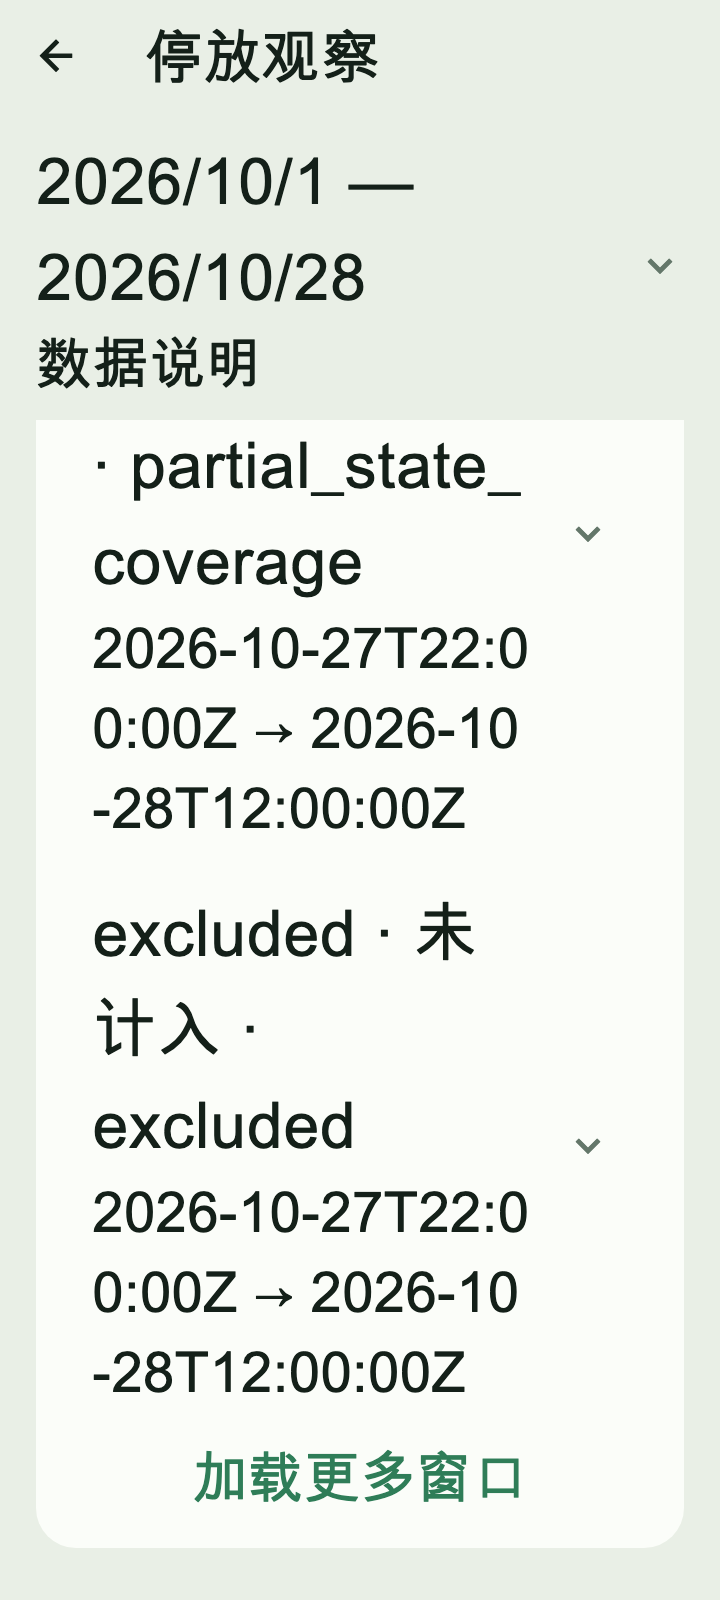 停放观察
2026/10/1 —
2026/10/28
数据说明
· partial_state_
coverage
2026-10-27T22:0
0:00Z → 2026-10
-28T12:00:00Z
excluded · 未
计入 ·
excluded
2026-10-27T22:0
0:00Z → 2026-10
-28T12:00:00Z
加载更多窗口